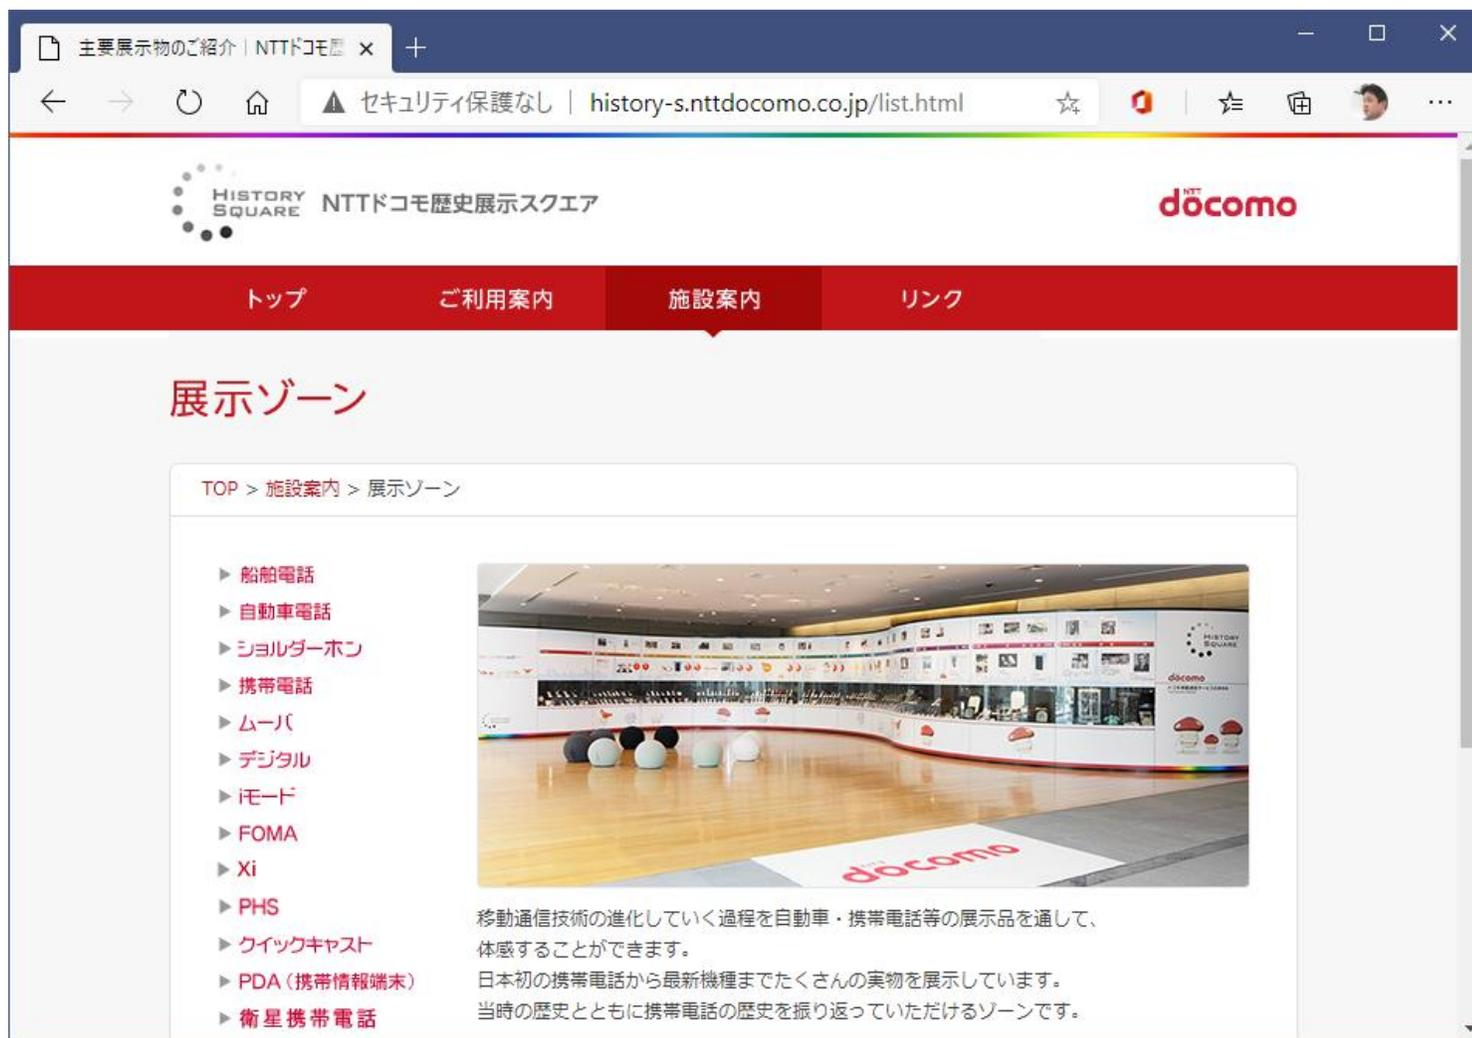 主要展示物のご紹介｜NTTドコモ歴
セキュリティ保護なし | history-s.nttdocomo.co.jp/list.html
HISTORY SQUARE NTTドコモ歴史展示スクエア
NTT docomo
トップ ご利用案内 施設案内 リンク
展示ゾーン
TOP > 施設案内 > 展示ゾーン
船舶電話
自動車電話
ショルダーホン
携帯電話
ムーバ
デジタル
iモード
FOMA
Xi
PHS
クイックキャスト
PDA（携帯情報端末）
衛星携帯電話
HISTORY SQUARE
docomo
docomo
移動通信技術の進化していく過程を自動車・携帯電話等の展示品を通して、
体感することができます。
日本初の携帯電話から最新機種までたくさんの実物を展示しています。
当時の歴史とともに携帯電話の歴史を振り返っていただけるゾーンです。